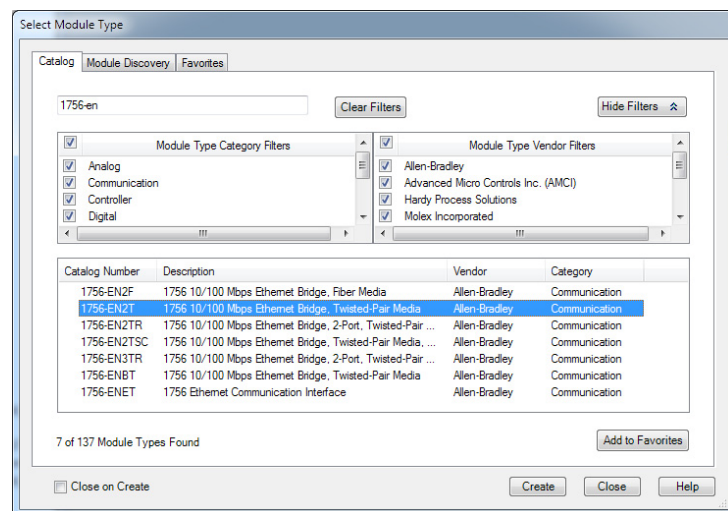 Select Module Type
Catalog Module Discovery Favorites
1756-en Clear Filters Hide Filters
Module Type Category Filters Module Type Vendor Filters
Analog Allen-Bradley
Communication Advanced Micro Controls Inc. (AMCI)
Controller Hardy Process Solutions
Digital Molex Incorporated
Catalog Number Description Vendor Category
1756-EN2F 1756 10/100 Mbps Ethernet Bridge, Fiber Media Allen-Bradley Communication
1756-EN2T 1756 10/100 Mbps Ethernet Bridge, Twisted-Pair Media Allen-Bradley Communication
1756-EN2TR 1756 10/100 Mbps Ethernet Bridge, 2-Port, Twisted-Pair ... Allen-Bradley Communication
1756-EN2TSC 1756 10/100 Mbps Ethernet Bridge, Twisted-Pair Media, ... Allen-Bradley Communication
1756-EN3TR 1756 10/100 Mbps Ethernet Bridge, 2-Port, Twisted-Pair ... Allen-Bradley Communication
1756-ENBT 1756 10/100 Mbps Ethernet Bridge, Twisted-Pair Media Allen-Bradley Communication
1756-ENET 1756 Ethernet Communication Interface Allen-Bradley Communication
7 of 137 Module Types Found Add to Favorites
Close on Create Create Close Help